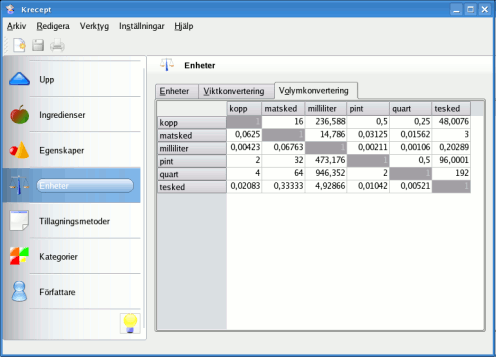 Krecept
Arkiv Redigera Verktyg Inställningar Hjälp
Upp
Ingredienser
Egenskaper
Enheter
Tillagningsmetoder
Kategorier
Författare
Enheter
Enheter Viktkonvertering Volymkonvertering
kopp matsked milliliter pint quart tesked
kopp 1 16 236,588 0,5 0,25 48,0076
matsked 0,0625 1 14,786 0,03125 0,01562 3
milliliter 0,00423 0,06763 1 0,00211 0,00106 0,20289
pint 2 32 473,176 1 0,5 96,0001
quart 4 64 946,352 2 1 192
tesked 0,02083 0,33333 4,92866 0,01042 0,00521 1